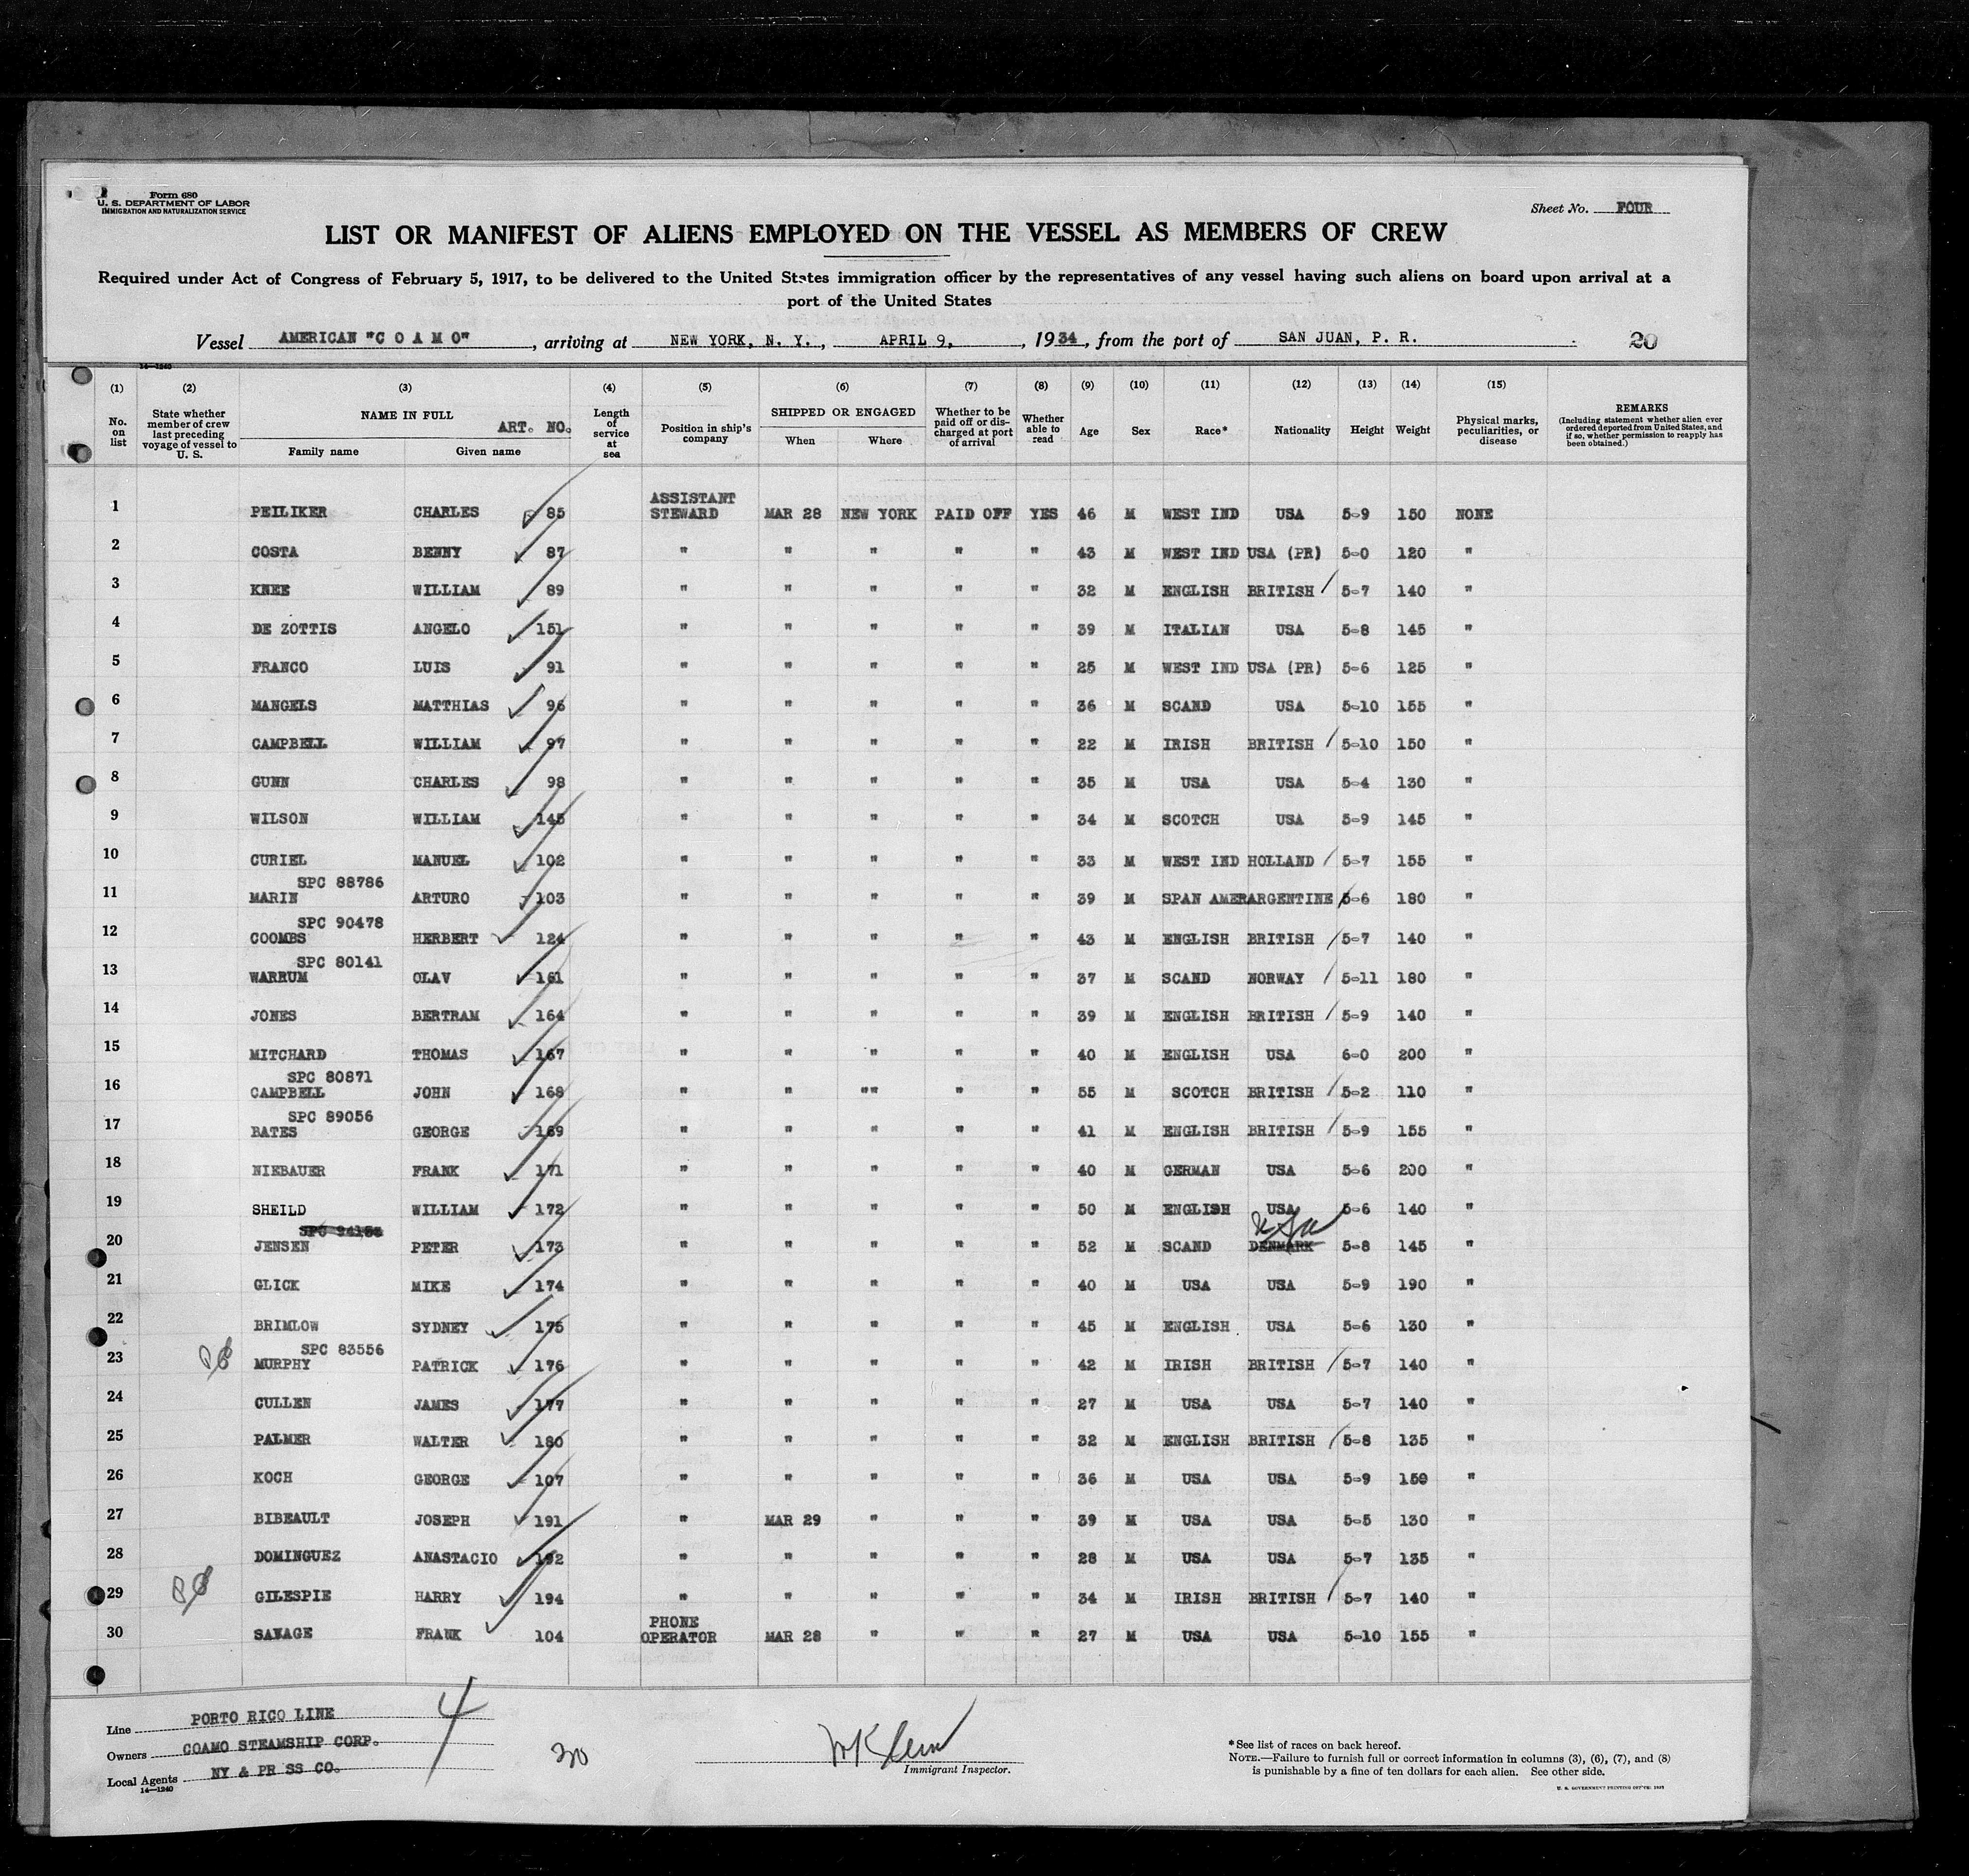 Form 680
U. S. DEPARTMENT OF LABOR
IMMIGRATION AND NATURALIZATION SERVICE
Sheet No. FOUR
LIST OR MANIFEST OF ALIENS EMPLOYED ON THE VESSEL AS MEMBERS OF CREW
Required under Act of Congress of February 5, 1917, to be delivered to the United States immigration officer by the representatives of any vessel having such aliens on board upon arrival at a
port of the United States
Vessel AMERICAN "C O A M O", arriving at NEW YORK, N. Y., APRIL 9, , 1934, from the port of SAN JUAN, P. R. 20
14—1240
(1) (2) (3) (4) (5) (6) (7) (8) (9) (10) (11) (12) (13) (14) (15)
No. on list
State whether member of crew last preceding voyage of vessel to U. S.
NAME IN FULL ART. NO.
Family name Given name
Length of service at sea
Position in ship's company
SHIPPED OR ENGAGED
When Where
Whether to be paid off or discharged at port of arrival
Whether able to read
Age Sex Race* Nationality Height Weight
Physical marks, peculiarities, or disease
REMARKS
(Including statement whether alien ever ordered deported from United States, and if so, whether permission to reapply has been obtained.)
1 PEILIKER CHARLES 85 ASSISTANT STEWARD MAR 28 NEW YORK PAID OFF YES 46 M WEST IND USA 5-9 150 NONE
2 COSTA BENNY 87 " " " " " 43 M WEST IND USA (PR) 5-0 120 "
3 KNEE WILLIAM 89 " " " " " 32 M ENGLISH BRITISH 5-7 140 "
4 DE ZOTTIS ANGELO 151 " " " " " 39 M ITALIAN USA 5-8 145 "
5 FRANCO LUIS 91 " " " " " 25 M WEST IND USA (PR) 5-6 125 "
6 MANGELS MATTHIAS 96 " " " " " 36 M SCAND USA 5-10 155 "
7 CAMPBELL WILLIAM 97 " " " " " 22 M IRISH BRITISH 5-10 150 "
8 GUNN CHARLES 98 " " " " " 35 M USA USA 5-4 130 "
9 WILSON WILLIAM 145 " " " " " 34 M SCOTCH USA 5-9 145 "
10 CURIEL MANUEL 102 " " " " " 33 M WEST IND HOLLAND 5-7 155 "
SPC 88786
11 MARIN ARTURO 103 " " " " " 39 M SPAN AMERARGENTINE 5-6 180 "
SPC 90478
12 COOMBS HERBERT 124 " " " " " 43 M ENGLISH BRITISH 5-7 140 "
SPC 80141
13 WARRUM OLAV 161 " " " " " 37 M SCAND NORWAY 5-11 180 "
14 JONES BERTRAM 164 " " " " " 39 M ENGLISH BRITISH 5-9 140 "
15 MITCHARD THOMAS 167 " " " " " 40 M ENGLISH USA 6-0 200 "
SPC 80871
16 CAMPBELL JOHN 168 " " "" " " 55 M SCOTCH BRITISH 5-2 110 "
SPC 89056
17 BATES GEORGE 169 " " " " " 41 M ENGLISH BRITISH 5-9 155 "
18 NIEBAUER FRANK 171 " " " " " 40 M GERMAN USA 5-6 200 "
19 SHEILD WILLIAM 172 " " " " " 50 M ENGLISH USA 5-6 140 "
SPC
USA
20 JENSEN PETER 173 " " " " " 52 M SCAND DENMARK 5-8 145 "
21 GLICK MIKE 174 " " " " " 40 M USA USA 5-9 190 "
22 BRIMLOW SYDNEY 175 " " " " " 45 M ENGLISH USA 5-6 130 "
SPC 83556
23 MURPHY PATRICK 176 " " " " " 42 M IRISH BRITISH 5-7 140 "
24 CULLEN JAMES 177 " " " " " 27 M USA USA 5-7 140 "
25 PALMER WALTER 180 " " " " " 32 M ENGLISH BRITISH 5-8 135 "
26 KOCH GEORGE 107 " " " " " 36 M USA USA 5-9 150 "
27 BIBEAULT JOSEPH 191 " MAR 29 " " " 39 M USA USA 5-5 130 "
28 DOMINGUEZ ANASTACIO 192 " " " " " 28 M USA USA 5-7 135 "
29 GILESPIE HARRY 194 " " " " " 34 M IRISH BRITISH 5-7 140 "
30 SAVAGE FRANK 104 PHONE OPERATOR MAR 28 " " " 27 M USA USA 5-10 155 "
Line PORTO RICO LINE
Owners COAMO STEAMSHIP CORP.
Local Agents NY & PR SS CO.
14—1240
4
30
Immigrant Inspector.
*See list of races on back hereof.
NOTE.—Failure to furnish full or correct information in columns (3), (6), (7), and (8)
is punishable by a fine of ten dollars for each alien. See other side.